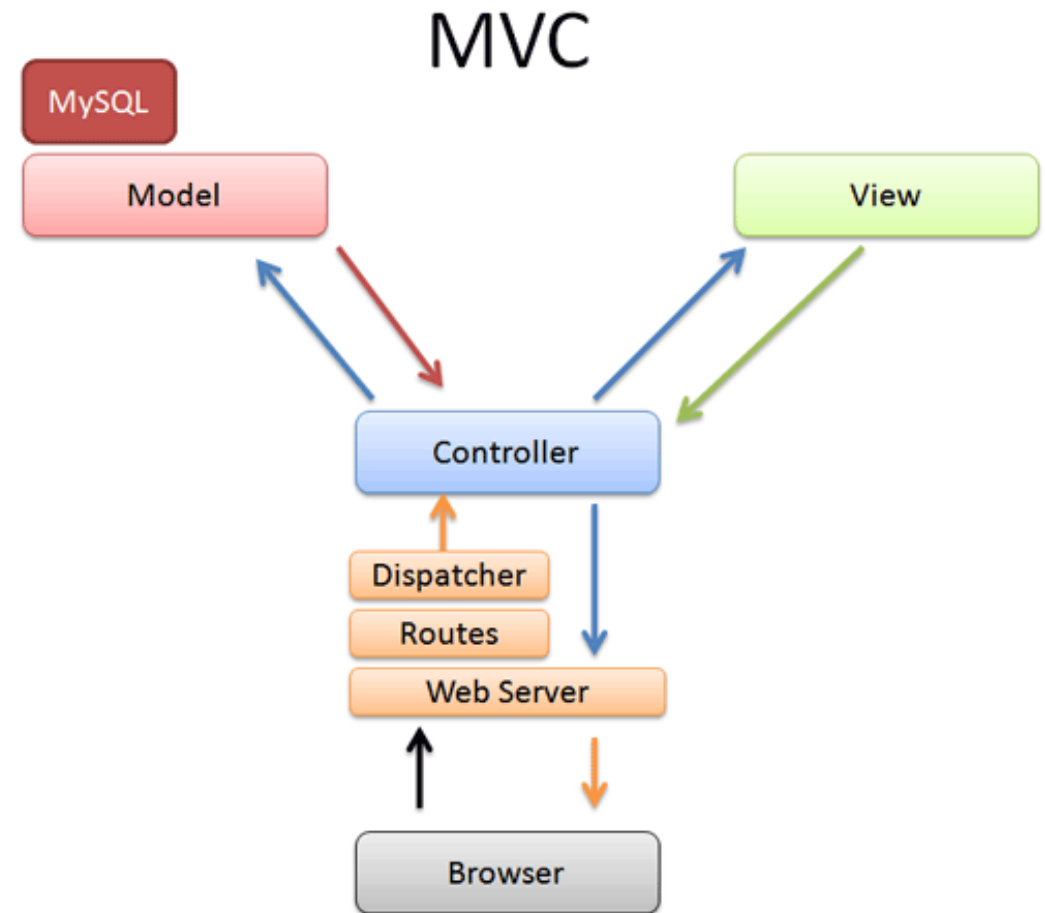 MVC
MySQL
Model
View
Controller
Dispatcher
Routes
Web Server
Browser